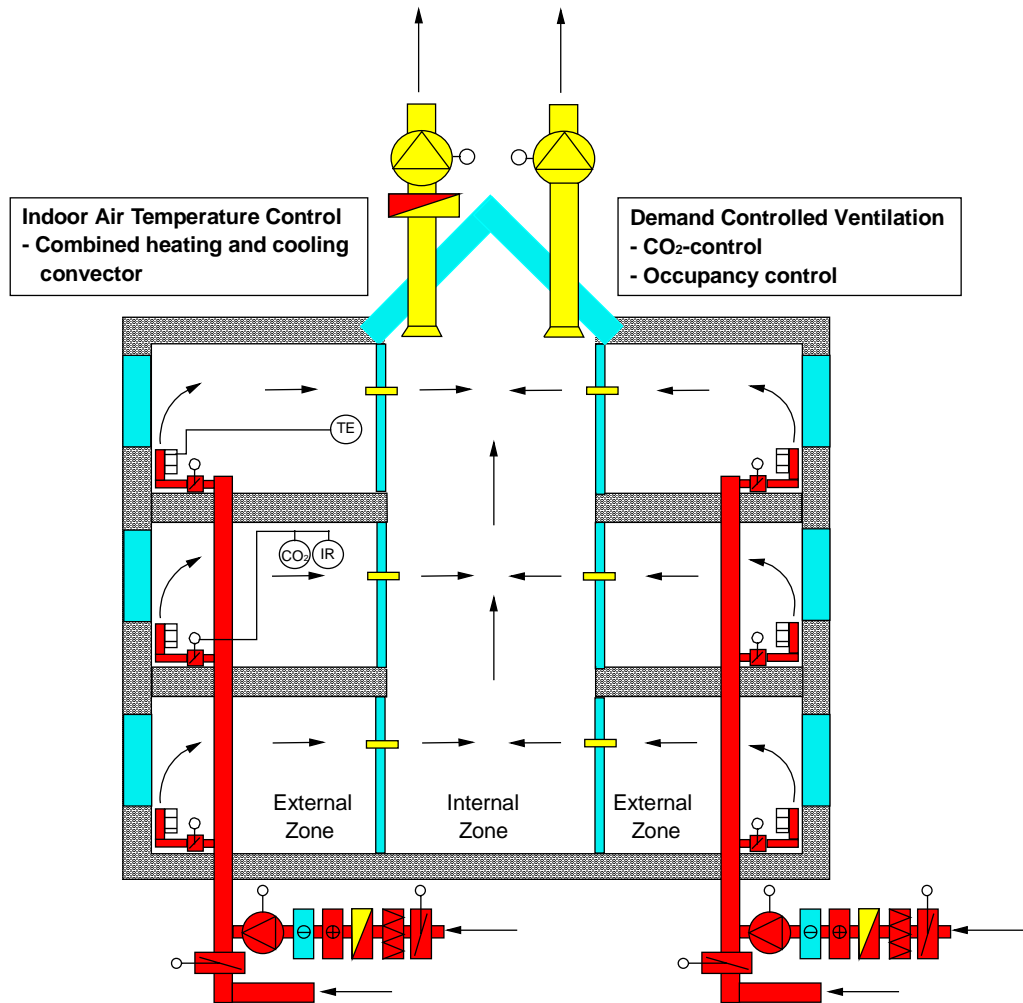 Indoor Air Temperature Control
- Combined heating and cooling
convector
Demand Controlled Ventilation
- CO₂-control
- Occupancy control
TE
CO₂
IR
External
Zone
Internal
Zone
External
Zone